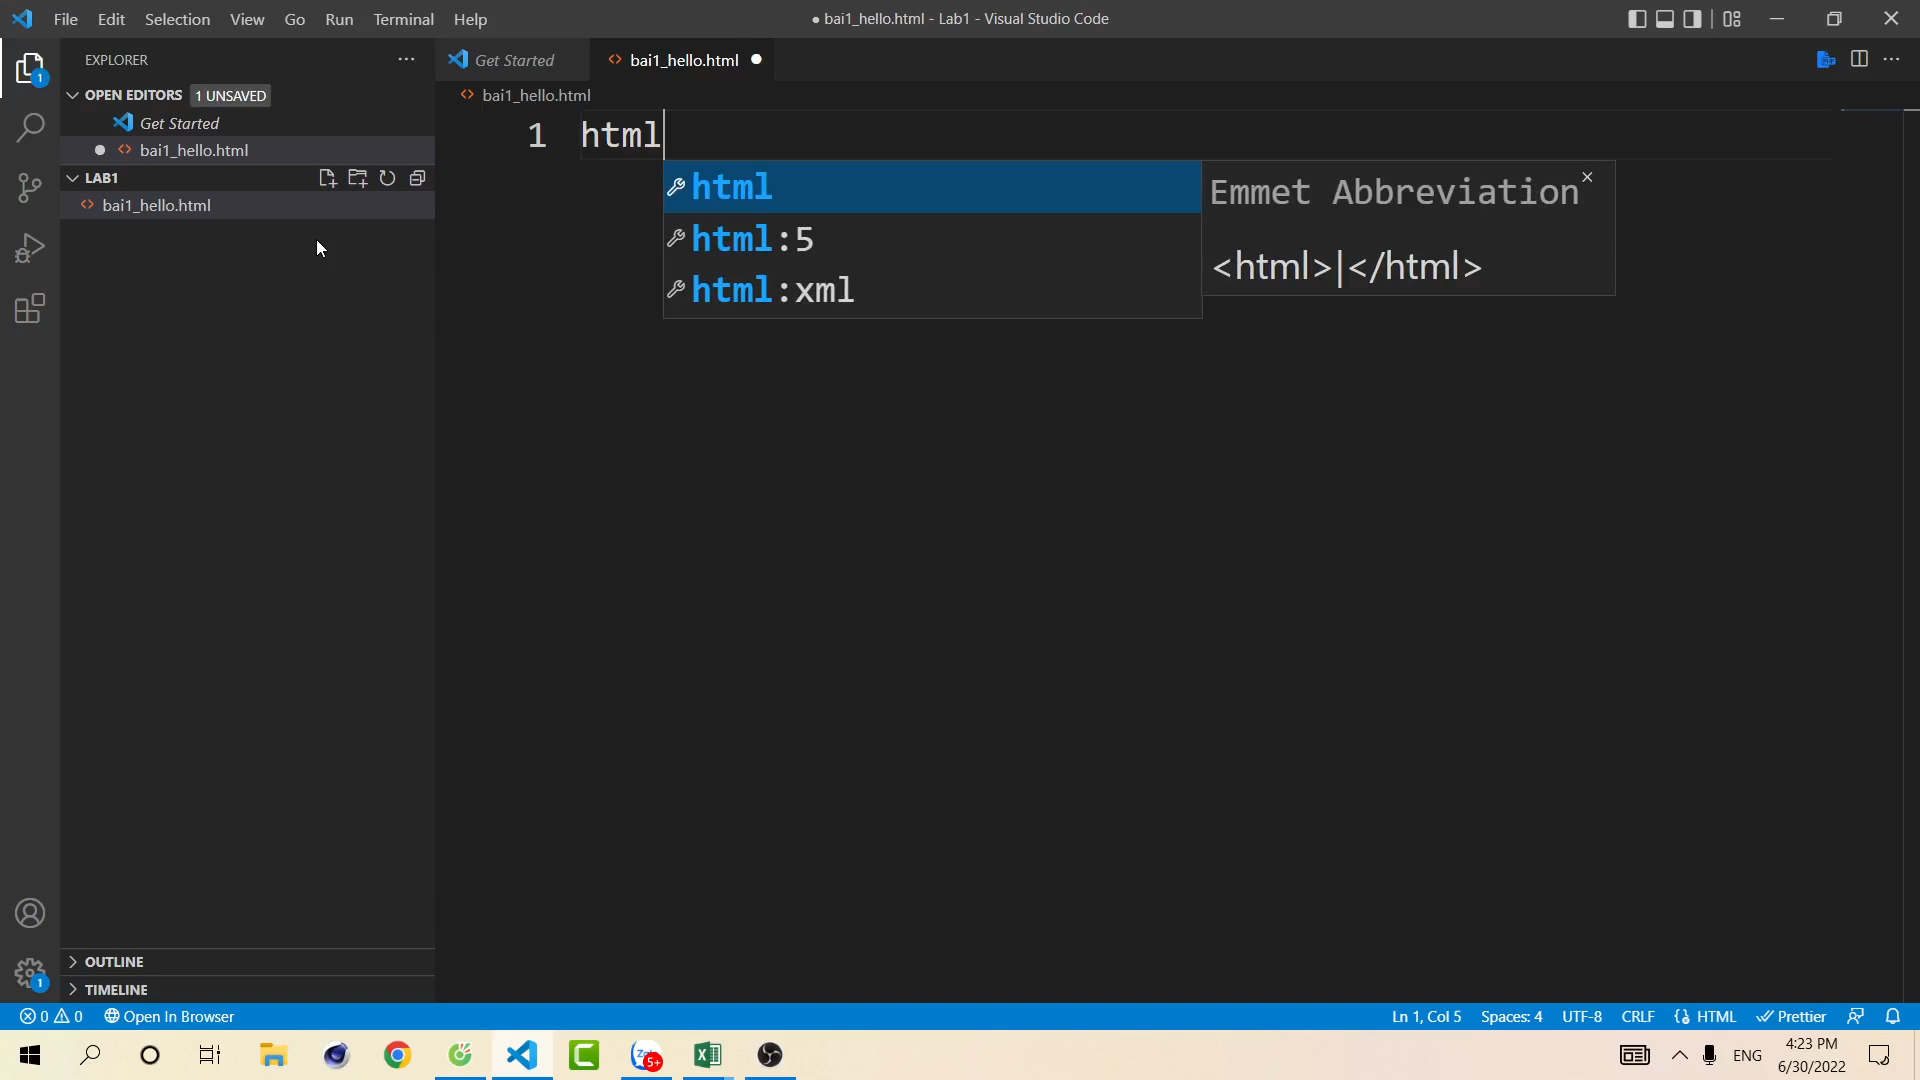 File Edit Selection View Go Run Terminal Help
● bai1_hello.html - Lab1 - Visual Studio Code
EXPLORER
Get Started
bai1_hello.html
OPEN EDITORS 1 UNSAVED
bai1_hello.html
Get Started
bai1_hello.html
LAB1
bai1_hello.html
1 html
html
html:5
html:xml
Emmet Abbreviation
<html>|</html>
1
OUTLINE
1
TIMELINE
0 0 Open In Browser
Ln 1, Col 5 Spaces: 4 UTF-8 CRLF HTML Prettier
5+
ENG
4:23 PM
6/30/2022